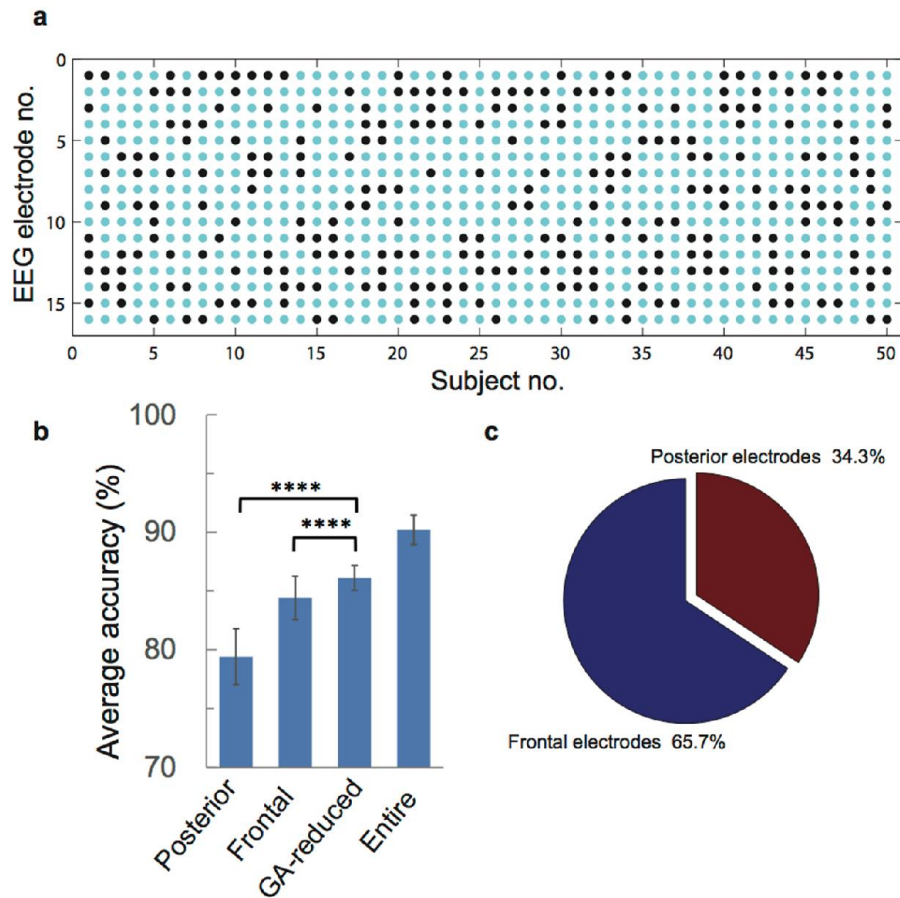 a
EEG electrode no.
0
5
10
15
0 5 10 15 20 25 30 35 40 45 50
Subject no.
b
Average accuracy (%)
100
90
80
70
****
****
Posterior
Frontal
GA-reduced
Entire
c
Posterior electrodes 34.3%
Frontal electrodes 65.7%